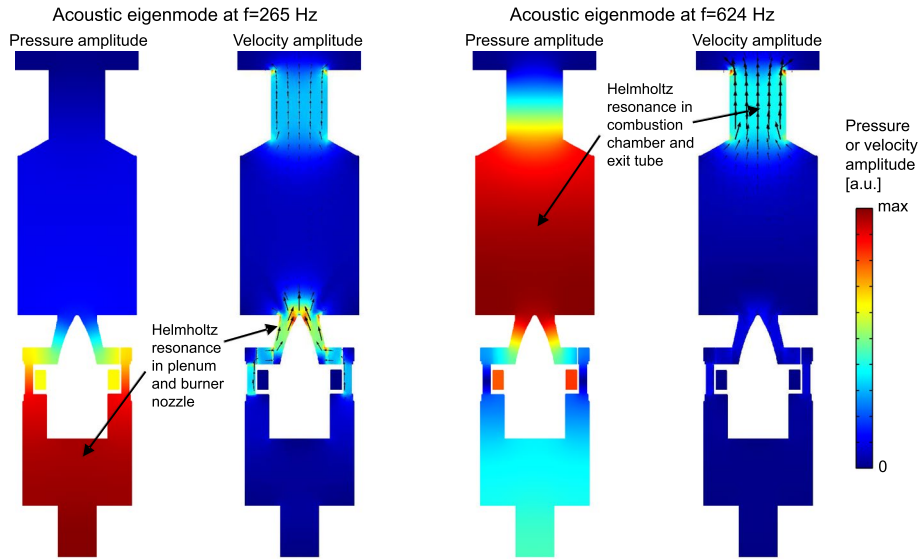 Acoustic eigenmode at f=265 Hz
Pressure amplitude
Velocity amplitude
Helmholtz
resonance
in plenum
and burner
nozzle
Acoustic eigenmode at f=624 Hz
Pressure amplitude
Velocity amplitude
Helmholtz
resonance in
combustion
chamber and
exit tube
Pressure
or velocity
amplitude
[a.u.]
max
0